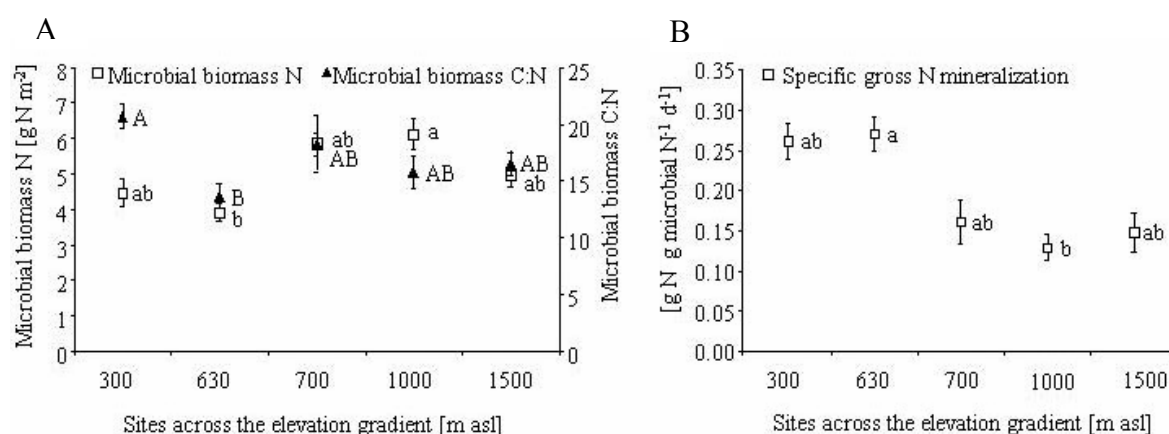 A
Microbial biomass N [g N m⁻²]
8
7
6
5
4
3
2
1
0
Microbial biomass N
Microbial biomass C:N
A
ab
B
b
ab
AB
a
AB
AB
ab
25
20
15
10
5
0
Microbial biomass C:N
300 630 700 1000 1500
Sites across the elevation gradient [m asl]
B
[g N g microbial N⁻¹ d⁻¹]
0.35
0.30
0.25
0.20
0.15
0.10
0.05
0.00
Specific gross N mineralization
ab
a
ab
b
ab
300 630 700 1000 1500
Sites across the elevation gradient [m asl]